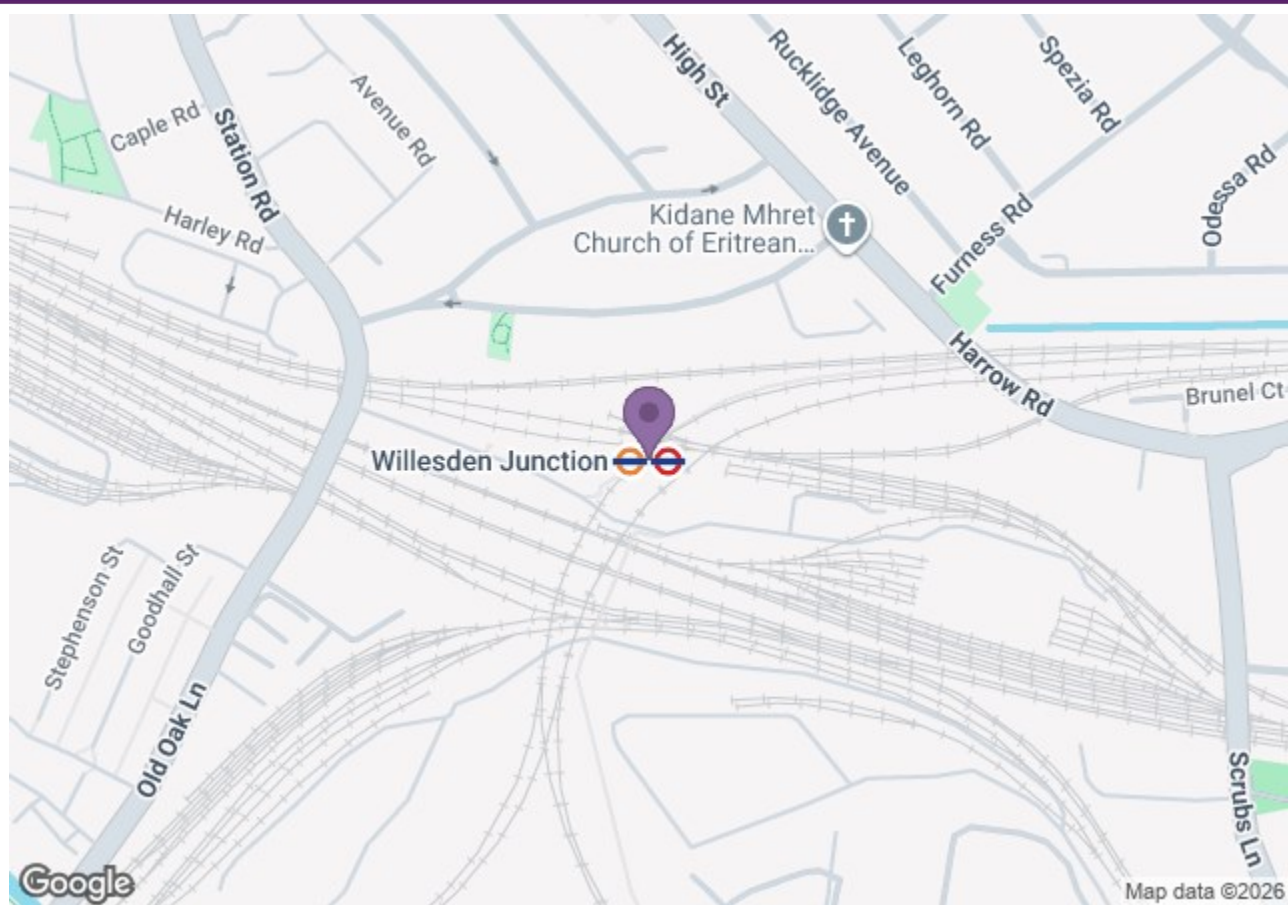 High St
Rucklidge Avenue
Leghorn Rd
Spezia Rd
Caple Rd
Station Rd
Avenue Rd
Harley Rd
Kidane Mhret
Church of Eritrean...
Furness Rd
Odessa Rd
Harrow Rd
Brunel Ct
Willesden Junction
Stephenson St
Goodhall St
Old Oak Ln
Scrubs Ln
Google
Map data ©2026